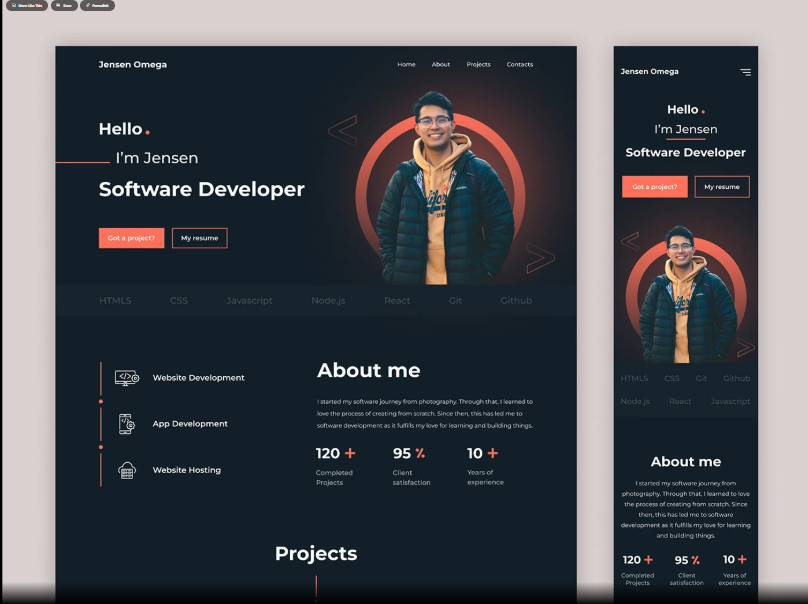 More Like This
Save
Permalink
Jensen Omega
Home About Projects Contacts
Hello.
I'm Jensen
Software Developer
Got a project? My resume
HTML5 CSS Javascript Node.js React Git Github
Website Development
App Development
Website Hosting
About me
I started my software journey from photography. Through that, I learned to
love the process of creating from scratch. Since then, this has led me to
software development as it fulfills my love for learning and building things.
120 + 95 % 10 +
Completed Client Years of
Projects satisfaction experience
Projects
Jensen Omega
Hello.
I'm Jensen
Software Developer
Got a project? My resume
HTML5 CSS Git Github
Node.js React Javascript
About me
I started my software journey from
photography. Through that, I learned to love
the process of creating from scratch. Since
then, this has led me to software
development as it fulfills my love for learning
and building things.
120 + 95 % 10 +
Completed Client Years of
Projects satisfaction experience